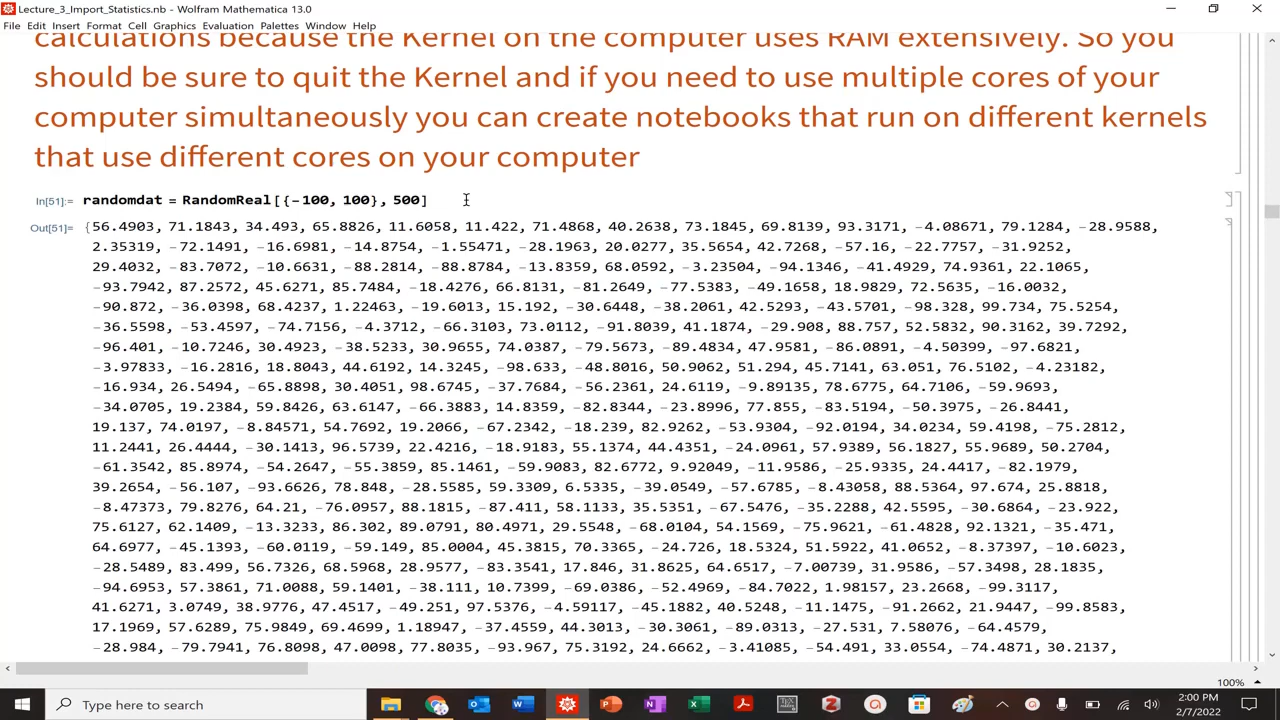 Lecture_3_Import_Statistics.nb - Wolfram Mathematica 13.0
File Edit Insert Format Cell Graphics Evaluation Palettes Window Help
calculations because the Kernel on the computer uses RAM extensively. So you
should be sure to quit the Kernel and if you need to use multiple cores of your
computer simultaneously you can create notebooks that run on different kernels
that use different cores on your computer
In[51]:= randomdat = RandomReal[{-100, 100}, 500]
Out[51]= {56.4903, 71.1843, 34.493, 65.8826, 11.6058, 11.422, 71.4868, 40.2638, 73.1845, 69.8139, 93.3171, -4.08671, 79.1284, -28.9588,
2.35319, -72.1491, -16.6981, -14.8754, -1.55471, -28.1963, 20.0277, 35.5654, 42.7268, -57.16, -22.7757, -31.9252,
29.4032, -83.7072, -10.6631, -88.2814, -88.8784, -13.8359, 68.0592, -3.23504, -94.1346, -41.4929, 74.9361, 22.1065,
-93.7942, 87.2572, 45.6271, 85.7484, -18.4276, 66.8131, -81.2649, -77.5383, -49.1658, 18.9829, 72.5635, -16.0032,
-90.872, -36.0398, 68.4237, 1.22463, -19.6013, 15.192, -30.6448, -38.2061, 42.5293, -43.5701, -98.328, 99.734, 75.5254,
-36.5598, -53.4597, -74.7156, -4.3712, -66.3103, 73.0112, -91.8039, 41.1874, -29.908, 88.757, 52.5832, 90.3162, 39.7292,
-96.401, -10.7246, 30.4923, -38.5233, 30.9655, 74.0387, -79.5673, -89.4834, 47.9581, -86.0891, -4.50399, -97.6821,
-3.97833, -16.2816, 18.8043, 44.6192, 14.3245, -98.633, -48.8016, 50.9062, 51.294, 45.7141, 63.051, 76.5102, -4.23182,
-16.934, 26.5494, -65.8898, 30.4051, 98.6745, -37.7684, -56.2361, 24.6119, -9.89135, 78.6775, 64.7106, -59.9693,
-34.0705, 19.2384, 59.8426, 63.6147, -66.3883, 14.8359, -82.8344, -23.8996, 77.855, -83.5194, -50.3975, -26.8441,
19.137, 74.0197, -8.84571, 54.7692, 19.2066, -67.2342, -18.239, 82.9262, -53.9304, -92.0194, 34.0234, 59.4198, -75.2812,
11.2441, 26.4444, -30.1413, 96.5739, 22.4216, -18.9183, 55.1374, 44.4351, -24.0961, 57.9389, 56.1827, 55.9689, 50.2704,
-61.3542, 85.8974, -54.2647, -55.3859, 85.1461, -59.9083, 82.6772, 9.92049, -11.9586, -25.9335, 24.4417, -82.1979,
39.2654, -56.107, -93.6626, 78.848, -28.5585, 59.3309, 6.5335, -39.0549, -57.6785, -8.43058, 88.5364, 97.674, 25.8818,
-8.47373, 79.8276, 64.21, -76.0957, 88.1815, -87.411, 58.1133, 35.5351, -67.5476, -35.2288, 42.5595, -30.6864, -23.922,
75.6127, 62.1409, -13.3233, 86.302, 89.0791, 80.4971, 29.5548, -68.0104, 54.1569, -75.9621, -61.4828, 92.1321, -35.471,
64.6977, -45.1393, -60.0119, -59.149, 85.0004, 45.3815, 70.3365, -24.726, 18.5324, 51.5922, 41.0652, -8.37397, -10.6023,
-28.5489, 83.499, 56.7326, 68.5968, 28.9577, -83.3541, 17.846, 31.8625, 64.6517, -7.00739, 31.9586, -57.3498, 28.1835,
-94.6953, 57.3861, 71.0088, 59.1401, -38.111, 10.7399, -69.0386, -52.4969, -84.7022, 1.98157, 23.2668, -99.3117,
41.6271, 3.0749, 38.9776, 47.4517, -49.251, 97.5376, -4.59117, -45.1882, 40.5248, -11.1475, -91.2662, 21.9447, -99.8583,
17.1969, 57.6289, 75.9849, 69.4699, 1.18947, -37.4559, 44.3013, -30.3061, -89.0313, -27.531, 7.58076, -64.4579,
-28.984, -79.7941, 76.8098, 47.0098, 77.8035, -93.967, 75.3192, 24.6662, -3.41085, -54.491, 33.0554, -74.4871, 30.2137,
100%
Type here to search
2:00 PM
2/7/2022